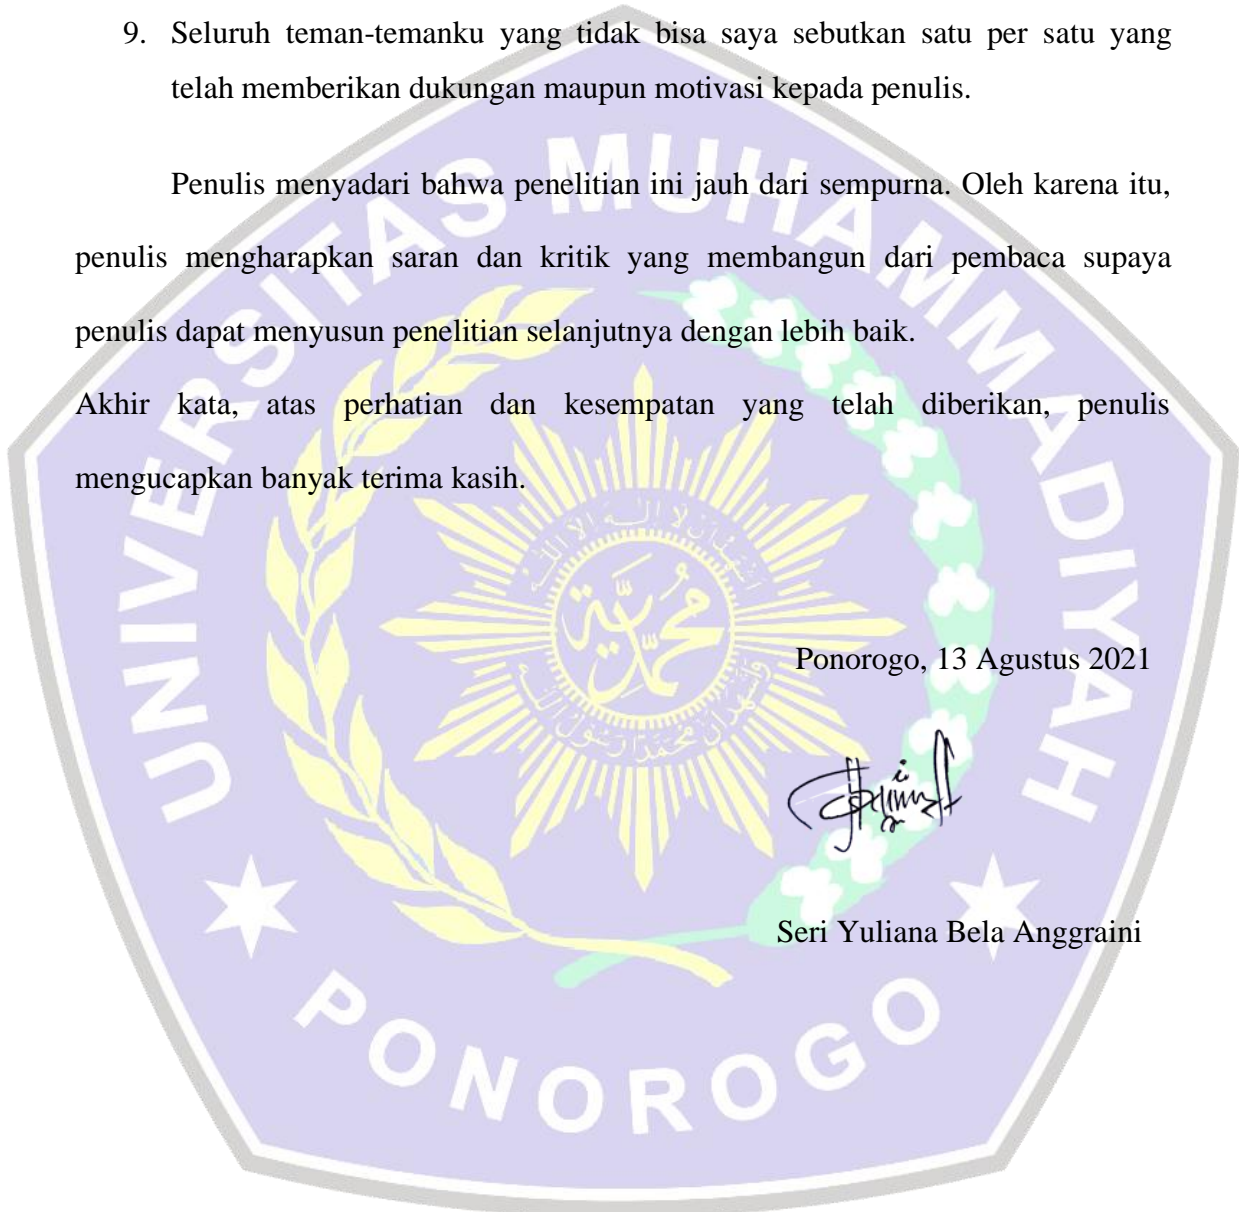 9. Seluruh teman-temanku yang tidak bisa saya sebutkan satu per satu yang
telah memberikan dukungan maupun motivasi kepada penulis.
Penulis menyadari bahwa penelitian ini jauh dari sempurna. Oleh karena itu,
penulis mengharapkan saran dan kritik yang membangun dari pembaca supaya
penulis dapat menyusun penelitian selanjutnya dengan lebih baik.
Akhir kata, atas perhatian dan kesempatan yang telah diberikan, penulis
mengucapkan banyak terima kasih.
Ponorogo, 13 Agustus 2021
Seri Yuliana Bela Anggraini
UNIVERSITAS MUHAMMADIYAH
PONOROGO
محمدية